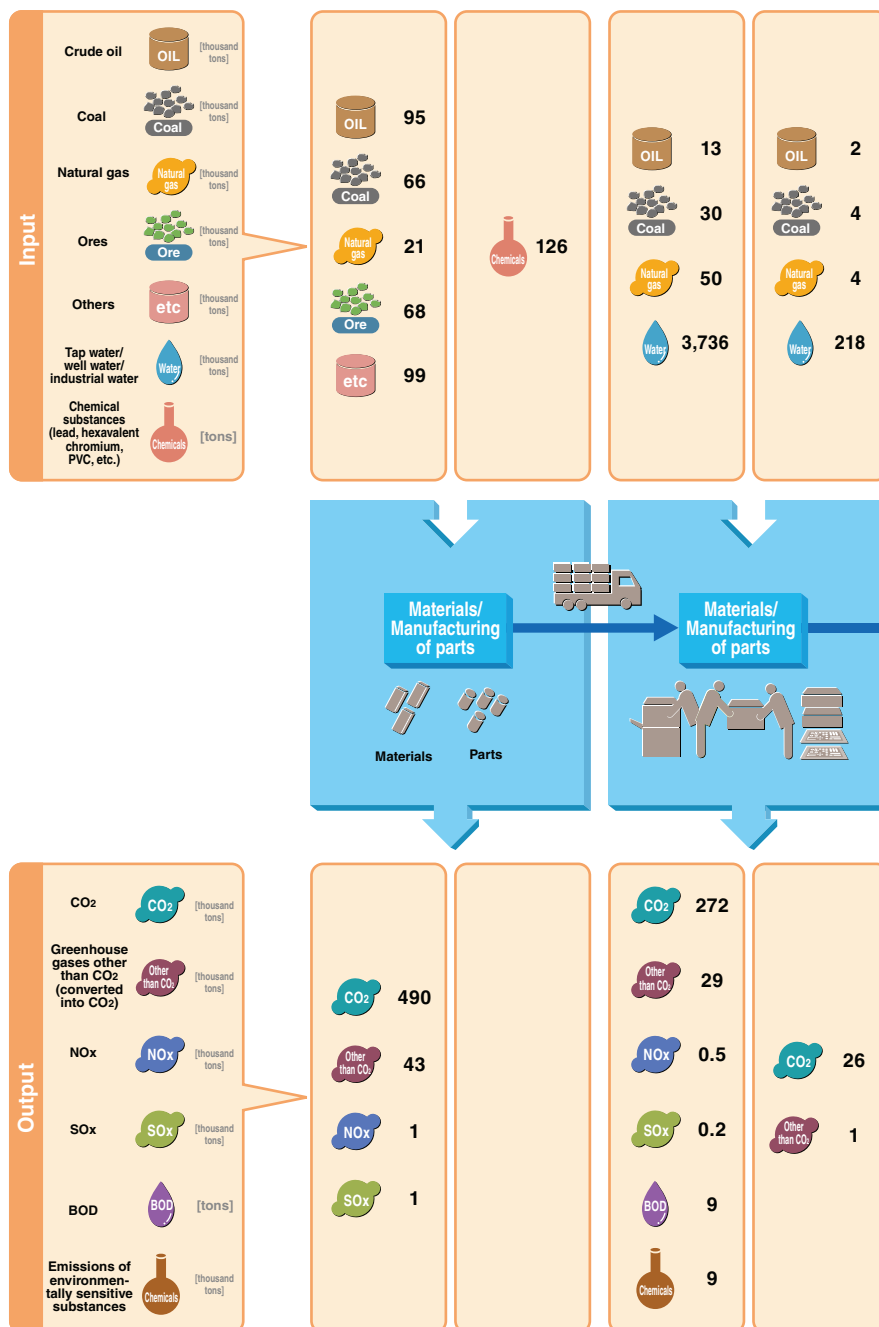 Input
Crude oil
OIL
[thousand
tons]
Coal
Coal
[thousand
tons]
Natural gas
Natural
gas
[thousand
tons]
Ores
Ore
[thousand
tons]
Others
etc
[thousand
tons]
Tap water/
well water/
industrial water
Water
[thousand
tons]
Chemical
substances
(lead, hexavalent
chromium,
PVC, etc.)
Chemicals
[tons]
OIL 95
Coal 66
Natural
gas
21
Ore 68
etc 99
Chemicals 126
OIL 13
Coal 30
Natural
gas
50
Water 3,736
OIL 2
Coal 4
Natural
gas
4
Water 218
Materials/
Manufacturing
of parts
Materials Parts
Materials/
Manufacturing
of parts
Output
CO2
CO2
[thousand
tons]
Greenhouse
gases other
than CO2
(converted
into CO2)
Other
than CO2
[thousand
tons]
NOx
NOx
[thousand
tons]
SOx
SOx
[thousand
tons]
BOD
BOD
[tons]
Emissions of
environmen-
tally sensitive
substances
Chemicals
[thousand
tons]
CO2 490
Other
than CO2
43
NOx 1
SOx 1
CO2 272
Other
than CO2
29
NOx 0.5
SOx 0.2
BOD 9
Chemicals 9
CO2 26
Other
than CO2
1